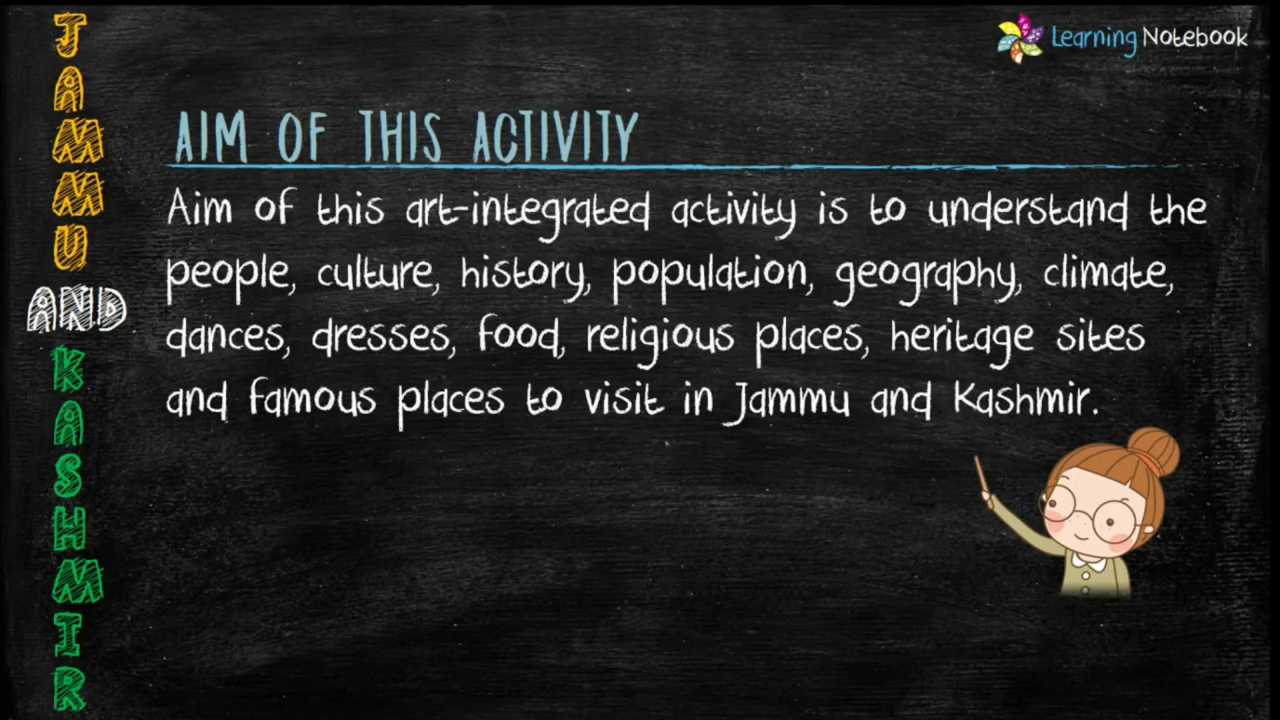 JAMMU
AND
KASHMIR
Learning Notebook
AIM OF THIS ACTIVITY
Aim of this art-integrated activity is to understand the
people, culture, history, population, geography, climate,
dances, dresses, food, religious places, heritage sites
and famous places to visit in Jammu and Kashmir.